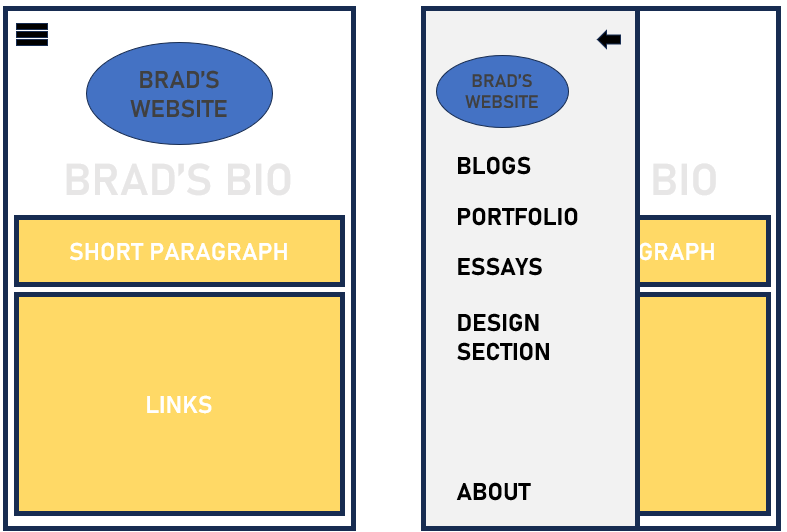 BRAD'S
WEBSITE
BRAD'S BIO
SHORT PARAGRAPH
LINKS
BRAD'S
WEBSITE
BLOGS
PORTFOLIO
ESSAYS
DESIGN
SECTION
ABOUT
BIO
GRAPH